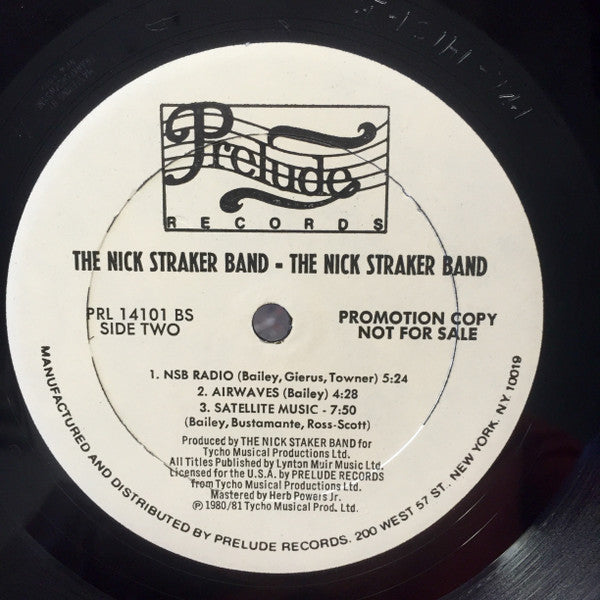 Prelude
RECORDS
THE NICK STRAKER BAND - THE NICK STRAKER BAND
PRL 14101 BS
SIDE TWO
PROMOTION COPY
NOT FOR SALE
1. NSB RADIO (Bailey, Gierus, Towner) 5:24
2. AIRWAVES (Bailey) 4:28
3. SATELLITE MUSIC - 7:50
(Bailey, Bustamante, Ross-Scott)
Produced by THE NICK STAKER BAND for
Tycho Musical Productions Ltd.
All Titles Published by Lynton Muir Music Ltd.
Licensed for the U.S.A. by PRELUDE RECORDS
from Tycho Musical Productions Ltd.
Mastered by Herb Powers Jr.
℗ 1980/81 Tycho Musical Prod. Ltd.
MANUFACTURED AND DISTRIBUTED BY PRELUDE RECORDS. 200 WEST 57 ST. NEW YORK. NY 10019